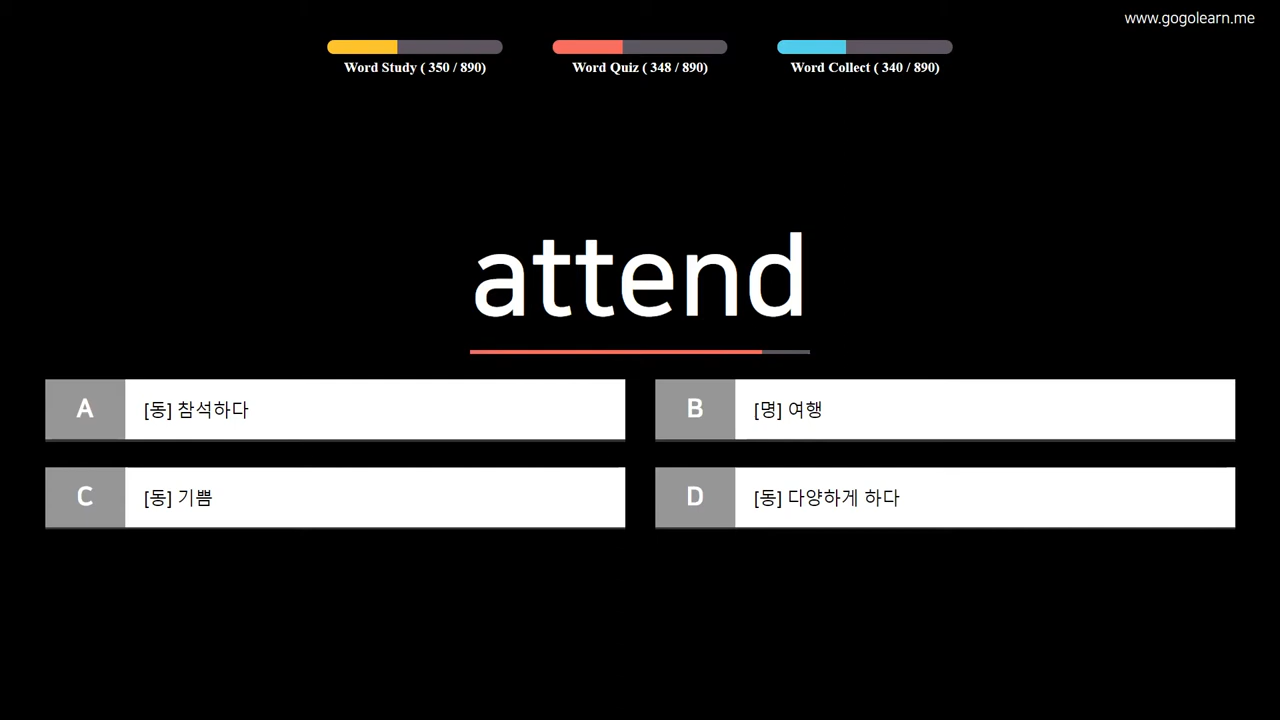 www.gogolearn.me
Word Study ( 350 / 890)
Word Quiz ( 348 / 890)
Word Collect ( 340 / 890)
attend
A [동] 참석하다
B [명] 여행
C [동] 기쁨
D [동] 다양하게 하다